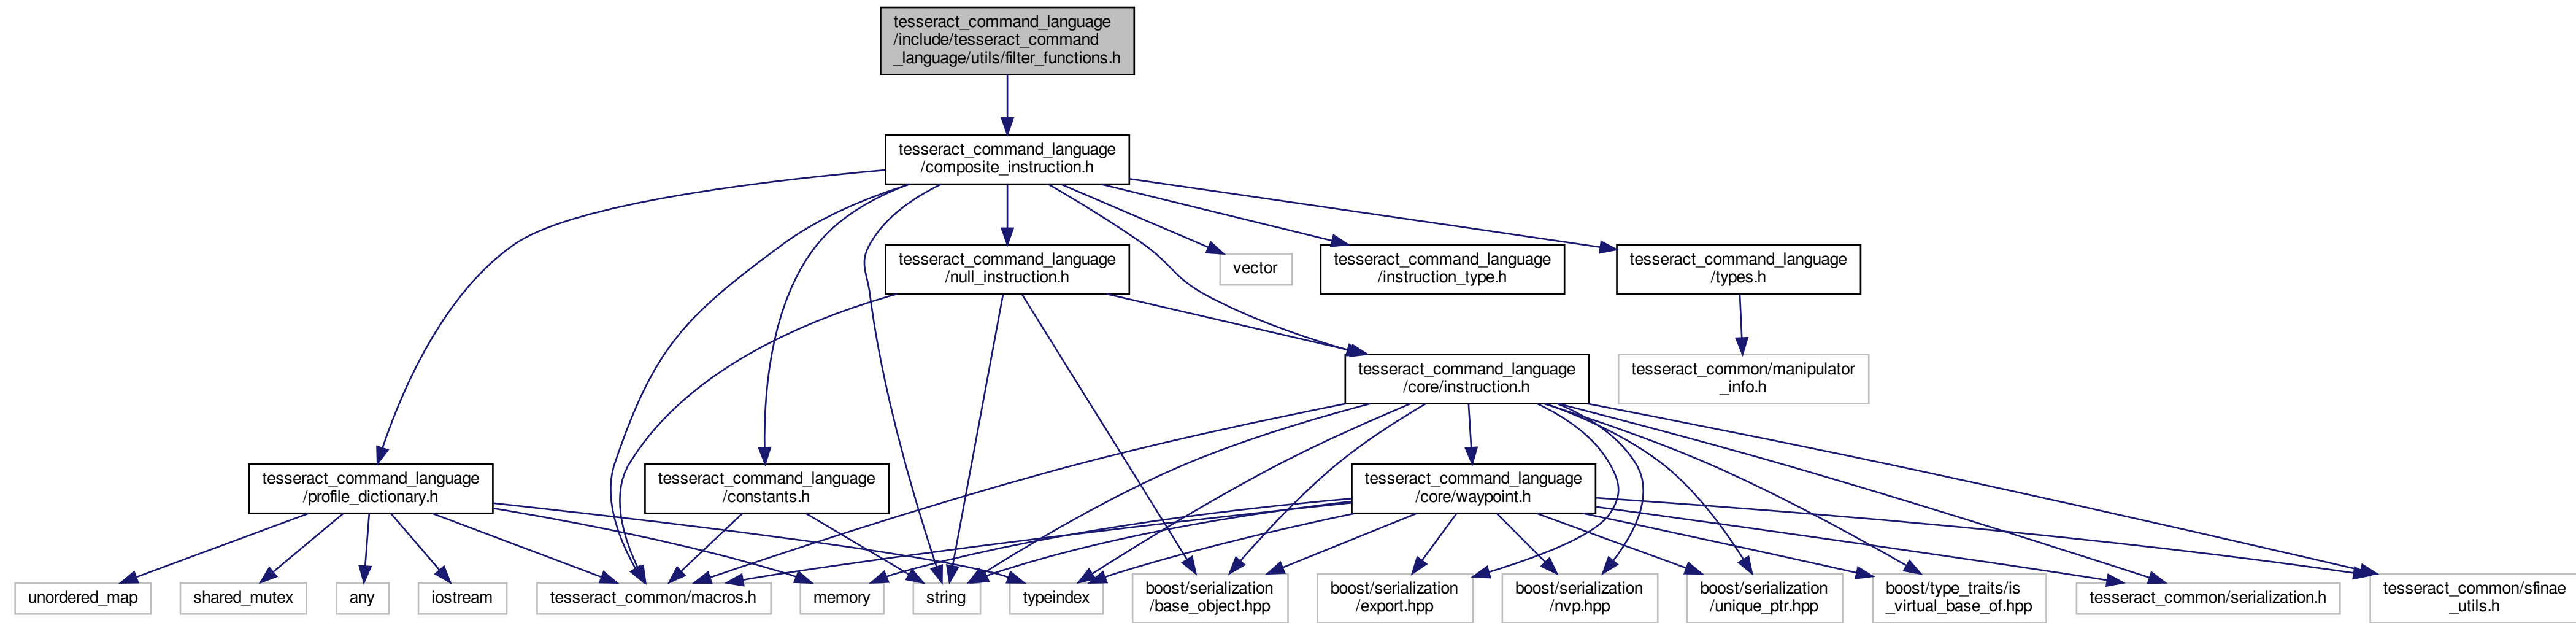 tesseract_command_language
/include/tesseract_command
_language/utils/filter_functions.h
tesseract_command_language
/composite_instruction.h
tesseract_command_language
/null_instruction.h
vector
tesseract_command_language
/instruction_type.h
tesseract_command_language
/types.h
tesseract_command_language
/core/instruction.h
tesseract_common/manipulator
_info.h
tesseract_command_language
/profile_dictionary.h
tesseract_command_language
/constants.h
tesseract_command_language
/core/waypoint.h
unordered_map
shared_mutex
any
iostream
tesseract_common/macros.h
memory
string
typeindex
boost/serialization
/base_object.hpp
boost/serialization
/export.hpp
boost/serialization
/nvp.hpp
boost/serialization
/unique_ptr.hpp
boost/type_traits/is
_virtual_base_of.hpp
tesseract_common/serialization.h
tesseract_common/sfinae
_utils.h